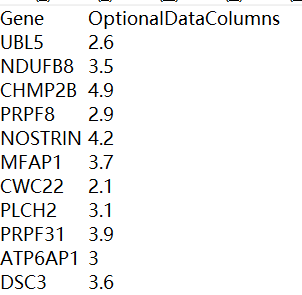 Gene OptionalDataColumns
UBL5 2.6
NDUFB8 3.5
CHMP2B 4.9
PRPF8 2.9
NOSTRIN 4.2
MFAP1 3.7
CWC22 2.1
PLCH2 3.1
PRPF31 3.9
ATP6AP1 3
DSC3 3.6